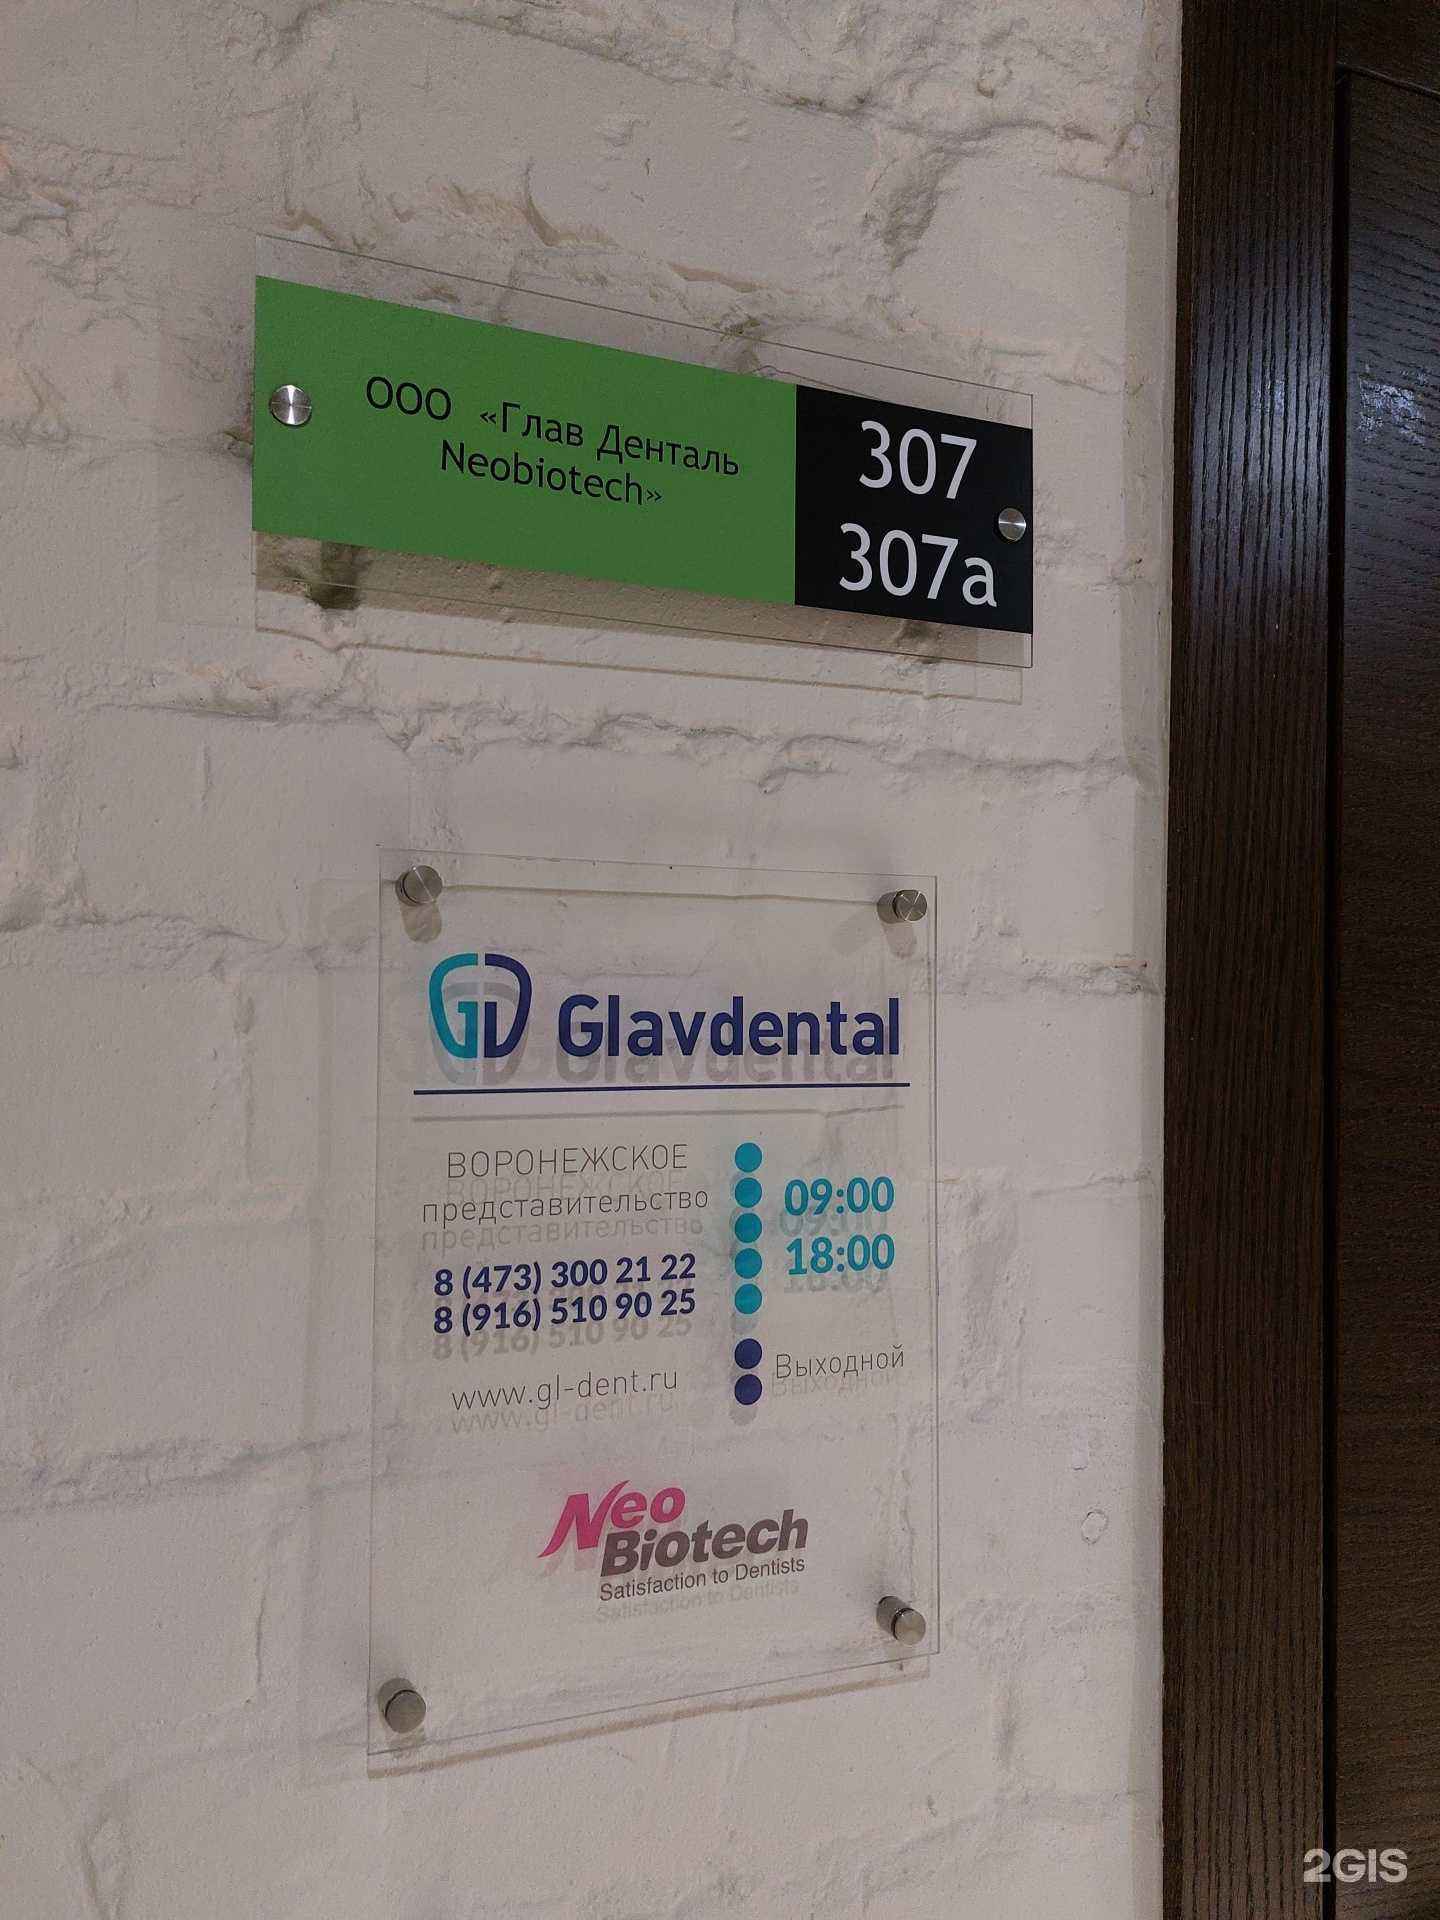 ООО «Глав Денталь
Neobiotech»
307
307а
GD Glavdental
ВОРОНЕЖСКОЕ
представительство
8 (473) 300 21 22
8 (916) 510 90 25
www.gl-dent.ru
09:00
18:00
Выходной
Neo
Biotech
Satisfaction to Dentists
2GIS